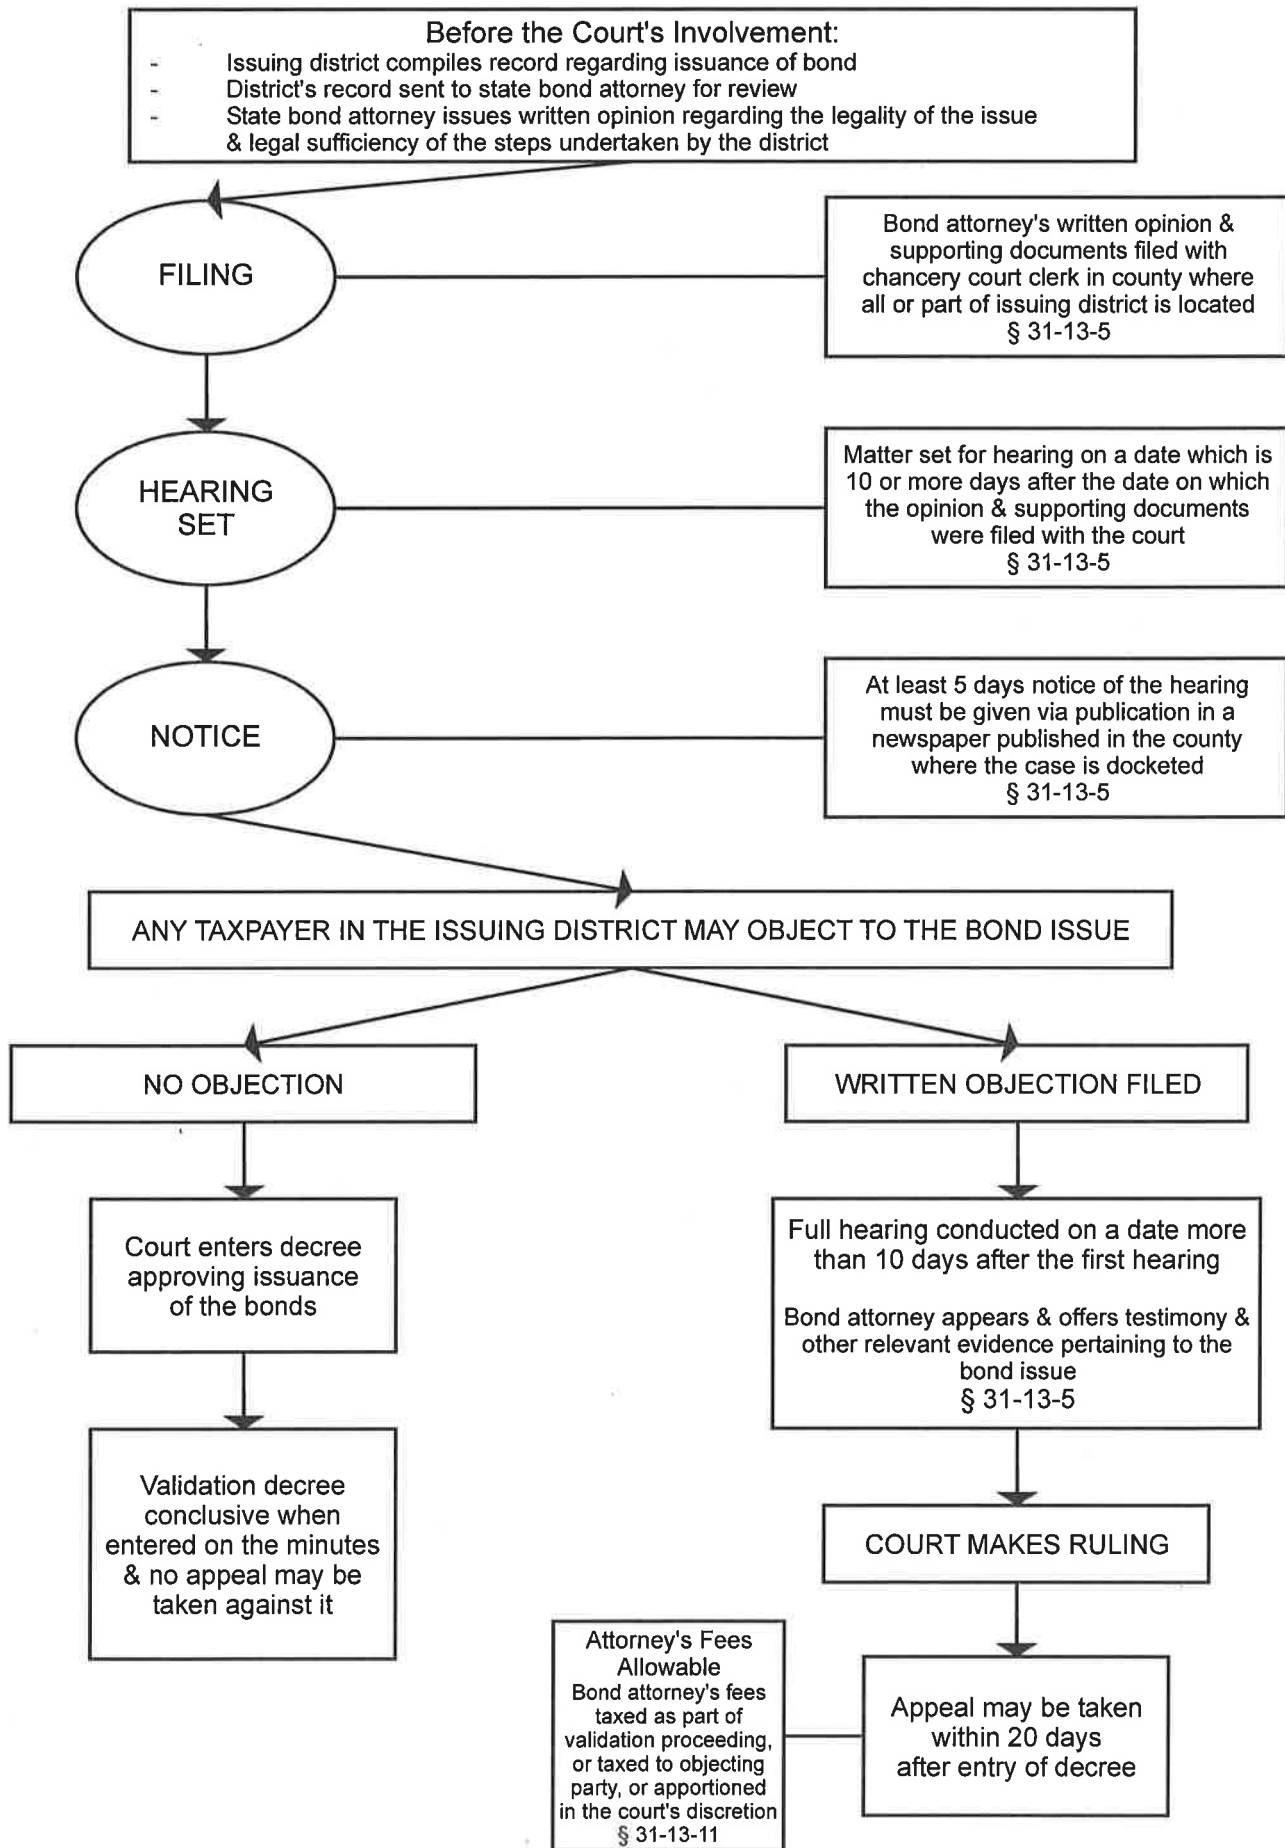 Before the Court's Involvement:
- Issuing district compiles record regarding issuance of bond
- District's record sent to state bond attorney for review
- State bond attorney issues written opinion regarding the legality of the issue
& legal sufficiency of the steps undertaken by the district
FILING
Bond attorney's written opinion &
supporting documents filed with
chancery court clerk in county where
all or part of issuing district is located
§ 31-13-5
HEARING
SET
Matter set for hearing on a date which is
10 or more days after the date on which
the opinion & supporting documents
were filed with the court
§ 31-13-5
NOTICE
At least 5 days notice of the hearing
must be given via publication in a
newspaper published in the county
where the case is docketed
§ 31-13-5
ANY TAXPAYER IN THE ISSUING DISTRICT MAY OBJECT TO THE BOND ISSUE
NO OBJECTION
Court enters decree
approving issuance
of the bonds
Validation decree
conclusive when
entered on the minutes
& no appeal may be
taken against it
WRITTEN OBJECTION FILED
Full hearing conducted on a date more
than 10 days after the first hearing
Bond attorney appears & offers testimony &
other relevant evidence pertaining to the
bond issue
§ 31-13-5
COURT MAKES RULING
Appeal may be taken
within 20 days
after entry of decree
Attorney's Fees
Allowable
Bond attorney's fees
taxed as part of
validation proceeding,
or taxed to objecting
party, or apportioned
in the court's discretion
§ 31-13-11